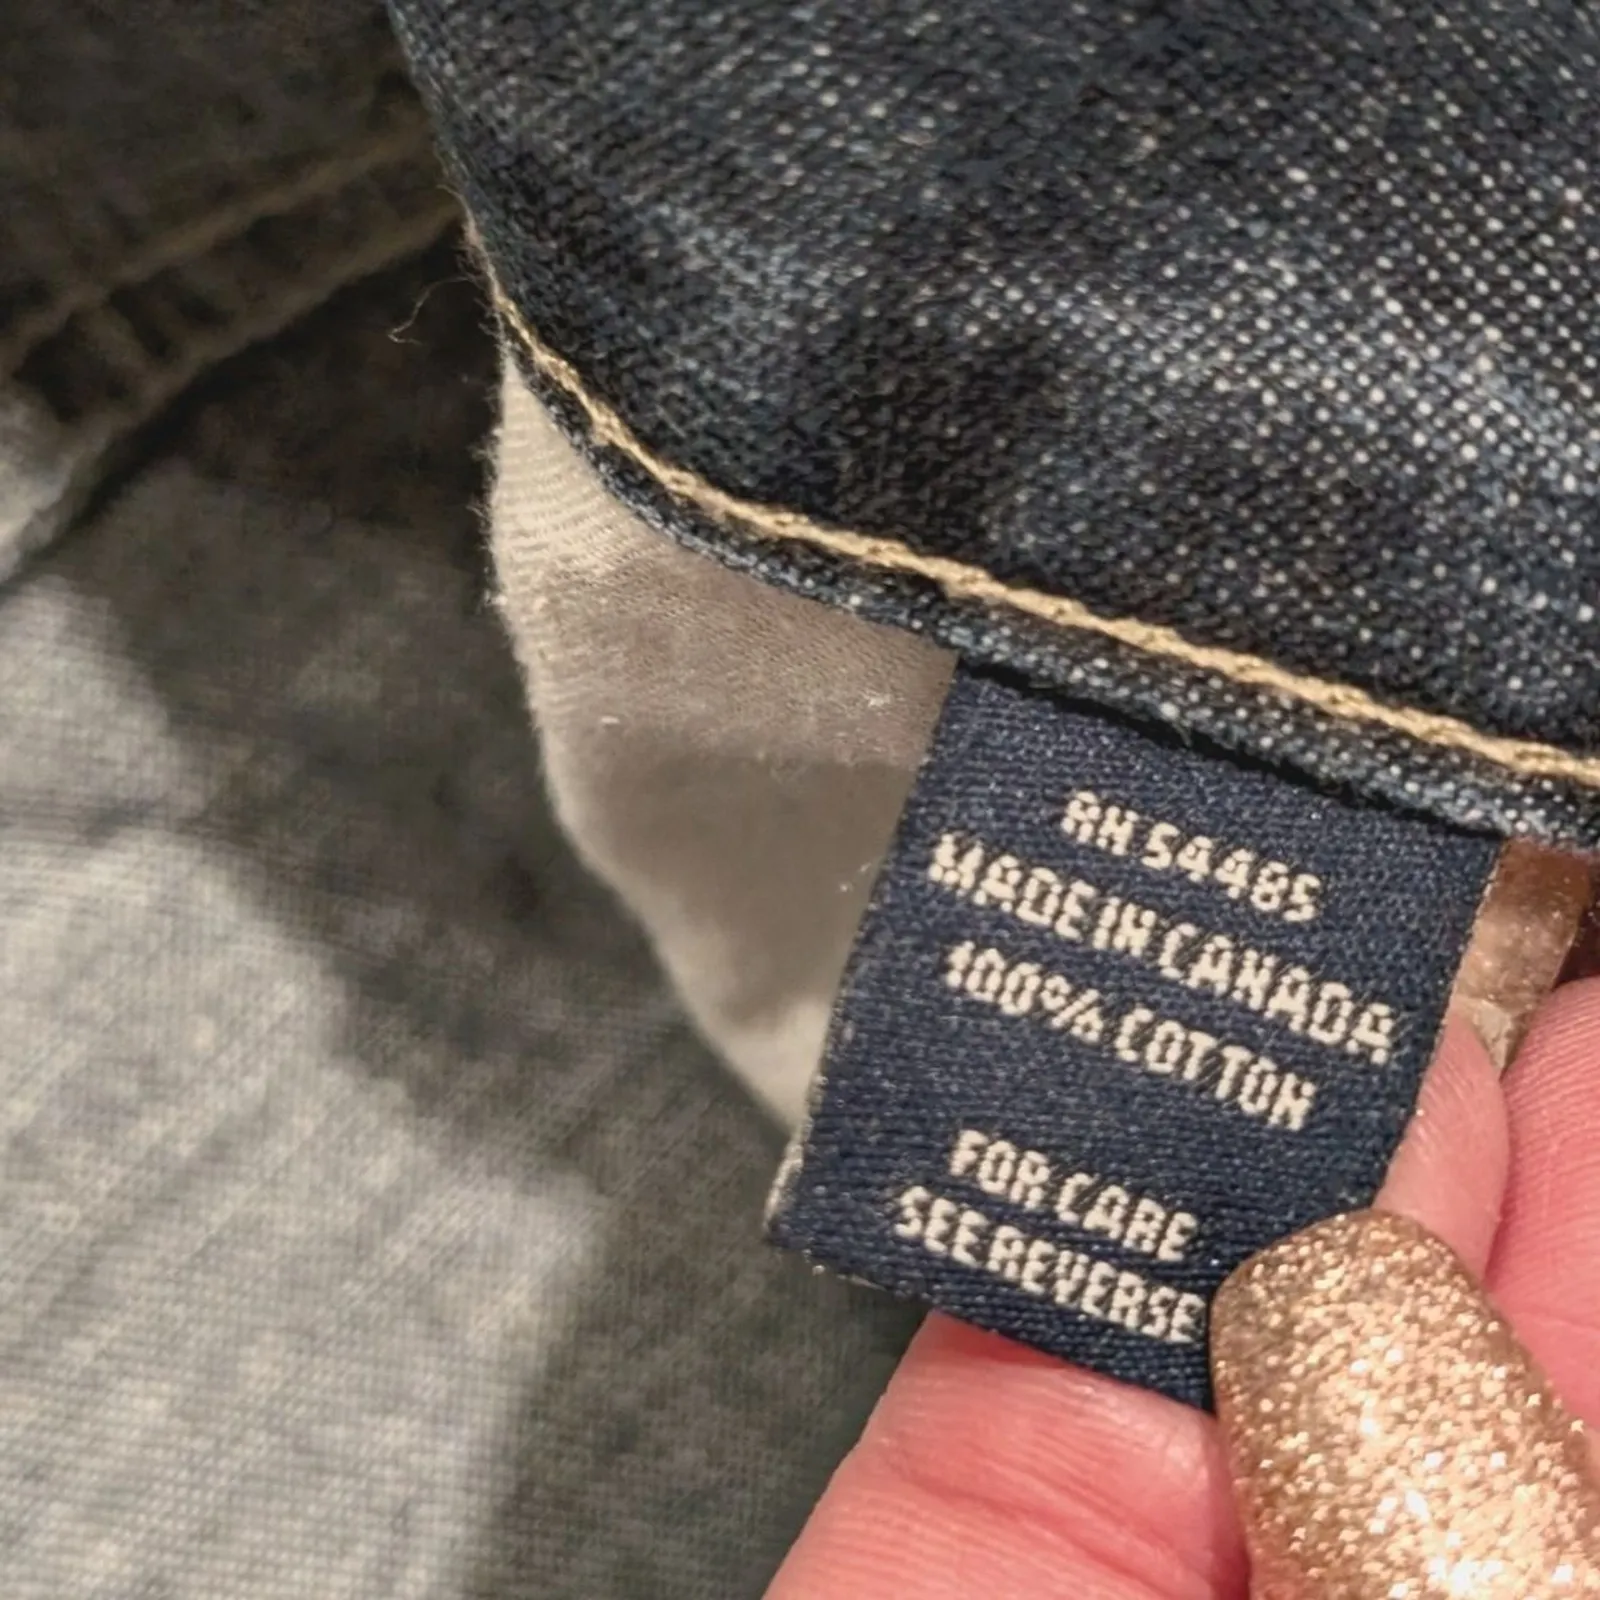 RN 54485
MADE IN CANADA
100% COTTON
FOR CARE
SEE REVERSE